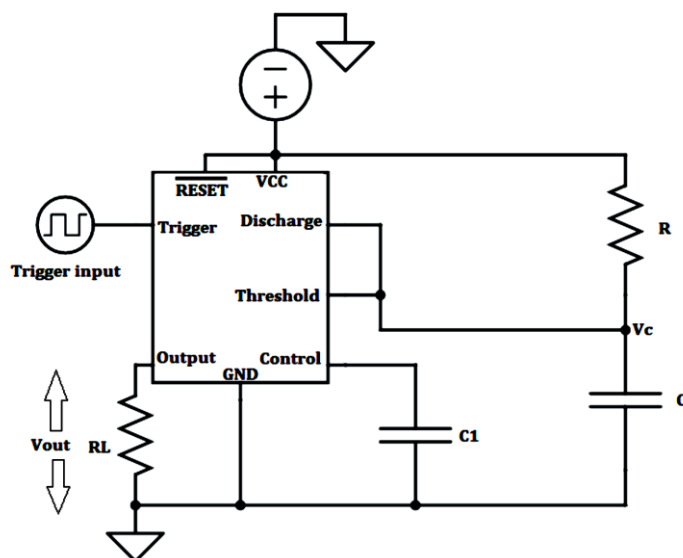 RESET
VCC
Trigger
Discharge
R
Trigger input
Threshold
Vc
Output
Control
GND
C
Vout
RL
C1